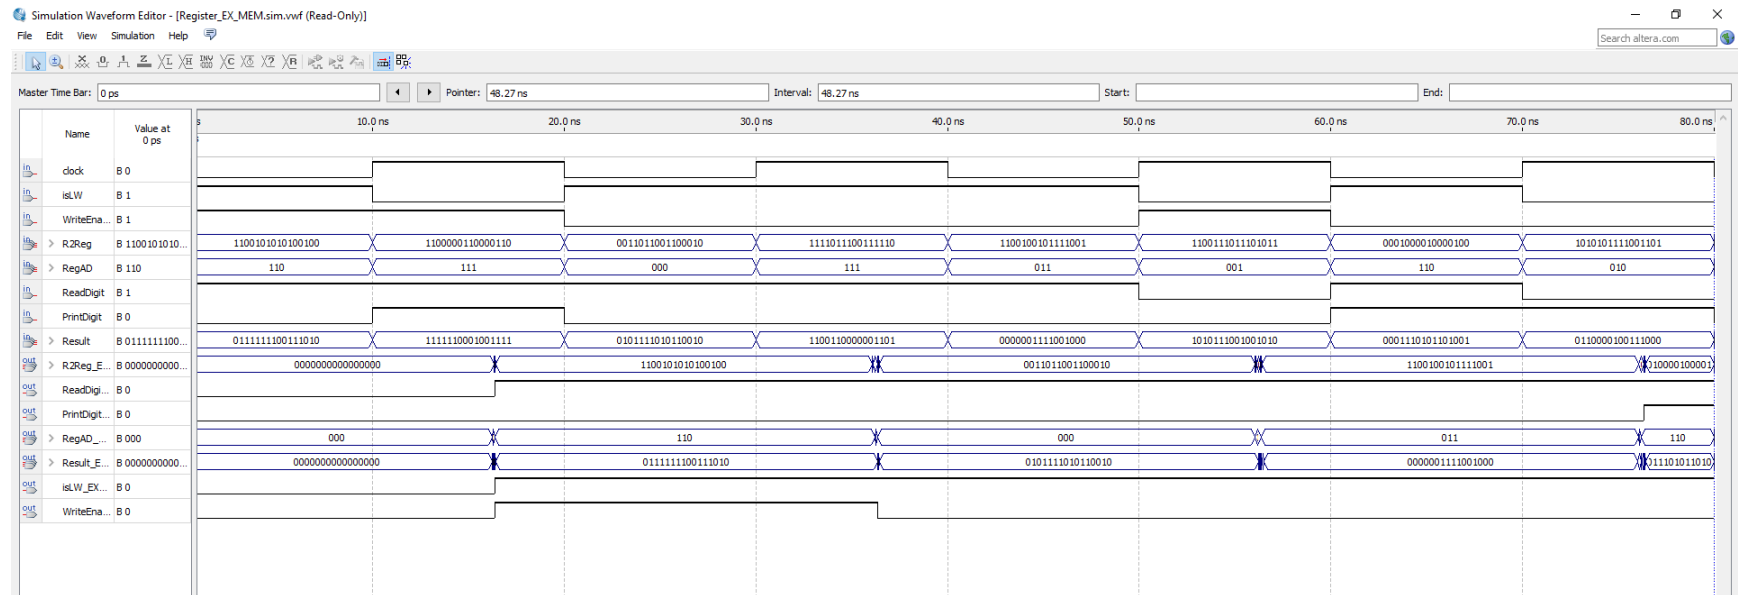 Simulation Waveform Editor - [Register_EX_MEM.sim.vwf (Read-Only)]
File Edit View Simulation Help
Search altera.com
Master Time Bar: 0 ps Pointer: 48.27 ns Interval: 48.27 ns Start: End:
Name Value at 0 ps
10.0 ns 20.0 ns 30.0 ns 40.0 ns 50.0 ns 60.0 ns 70.0 ns 80.0 ns
clock B 0
isLW B 1
WriteEna... B 1
R2Reg B 1100101010... 1100101010100100 1100000110000110 0011011001100010 1111011100111110 1100100101111001 1100111011101011 0001000010000100 1010101111001101
RegAD B 110 110 111 000 111 011 001 110 010
ReadDigit B 1
PrintDigit B 0
Result B 0111111100... 0111111100111010 1111110001001111 0101111010110010 1100110000001101 0000001111001000 1010111001001010 0001110101101001 0110000100111000
R2Reg_E... B 0000000000... 0000000000000000 1100101010100100 0011011001100010 1100100101111001 010000100001
ReadDigi... B 0
PrintDigit... B 0
RegAD_... B 000 000 110 000 011 110
Result_E... B 0000000000... 0000000000000000 0111111100111010 0101111010110010 0000001111001000 011101011010
isLW_EX... B 0
WriteEna... B 0